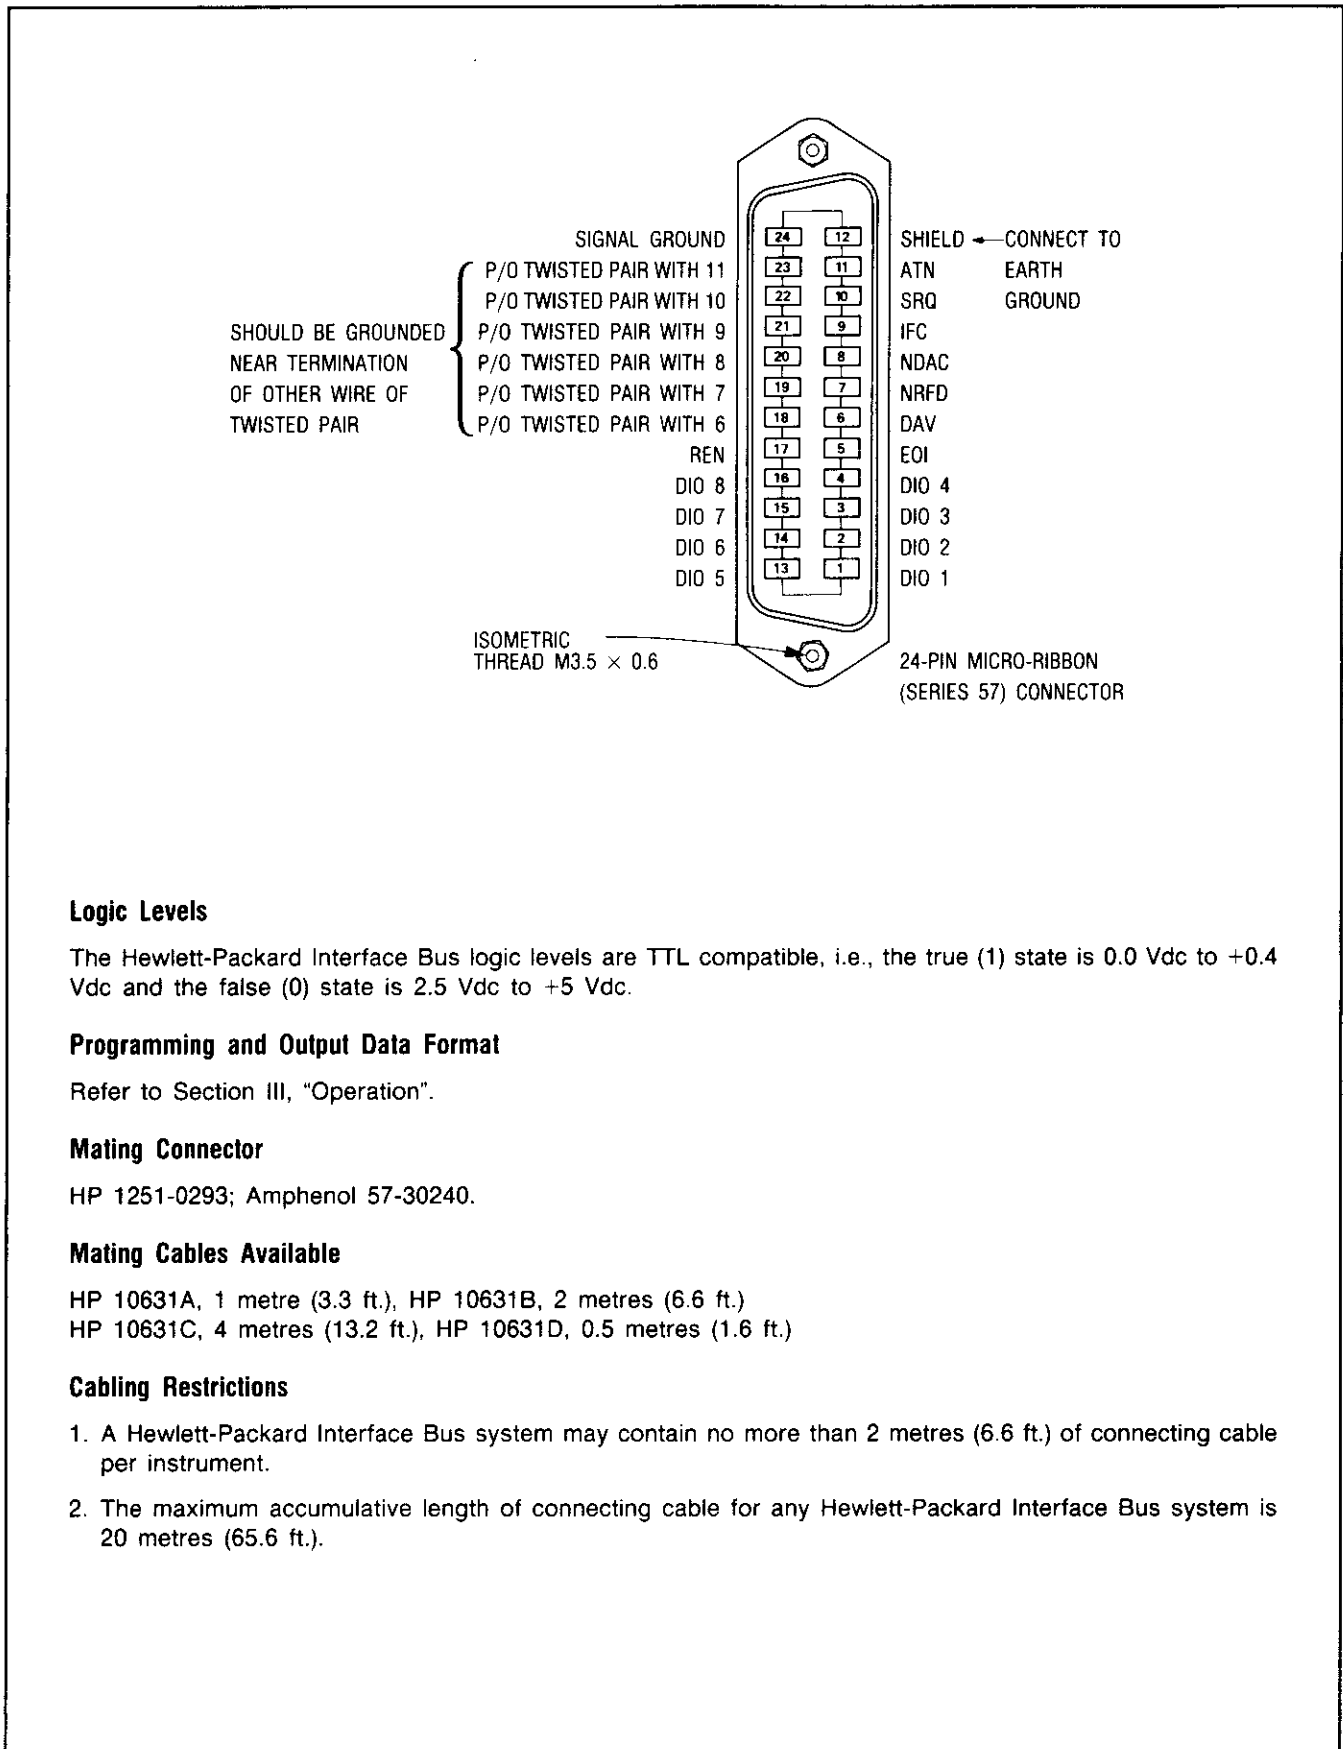 SIGNAL GROUND 24 12 SHIELD ←CONNECT TO
P/O TWISTED PAIR WITH 11 23 11 ATN EARTH
P/O TWISTED PAIR WITH 10 22 10 SRQ GROUND
SHOULD BE GROUNDED P/O TWISTED PAIR WITH 9 21 9 IFC
NEAR TERMINATION P/O TWISTED PAIR WITH 8 20 8 NDAC
OF OTHER WIRE OF P/O TWISTED PAIR WITH 7 19 7 NRFD
TWISTED PAIR P/O TWISTED PAIR WITH 6 18 6 DAV
REN 17 5 EOI
DIO 8 16 4 DIO 4
DIO 7 15 3 DIO 3
DIO 6 14 2 DIO 2
DIO 5 13 1 DIO 1
ISOMETRIC
THREAD M3.5 × 0.6
24-PIN MICRO-RIBBON
(SERIES 57) CONNECTOR
Logic Levels
The Hewlett-Packard Interface Bus logic levels are TTL compatible, i.e., the true (1) state is 0.0 Vdc to +0.4
Vdc and the false (0) state is 2.5 Vdc to +5 Vdc.
Programming and Output Data Format
Refer to Section III, “Operation”.
Mating Connector
HP 1251-0293; Amphenol 57-30240.
Mating Cables Available
HP 10631A, 1 metre (3.3 ft.), HP 10631B, 2 metres (6.6 ft.)
HP 10631C, 4 metres (13.2 ft.), HP 10631D, 0.5 metres (1.6 ft.)
Cabling Restrictions
1. A Hewlett-Packard Interface Bus system may contain no more than 2 metres (6.6 ft.) of connecting cable
per instrument.
2. The maximum accumulative length of connecting cable for any Hewlett-Packard Interface Bus system is
20 metres (65.6 ft.).